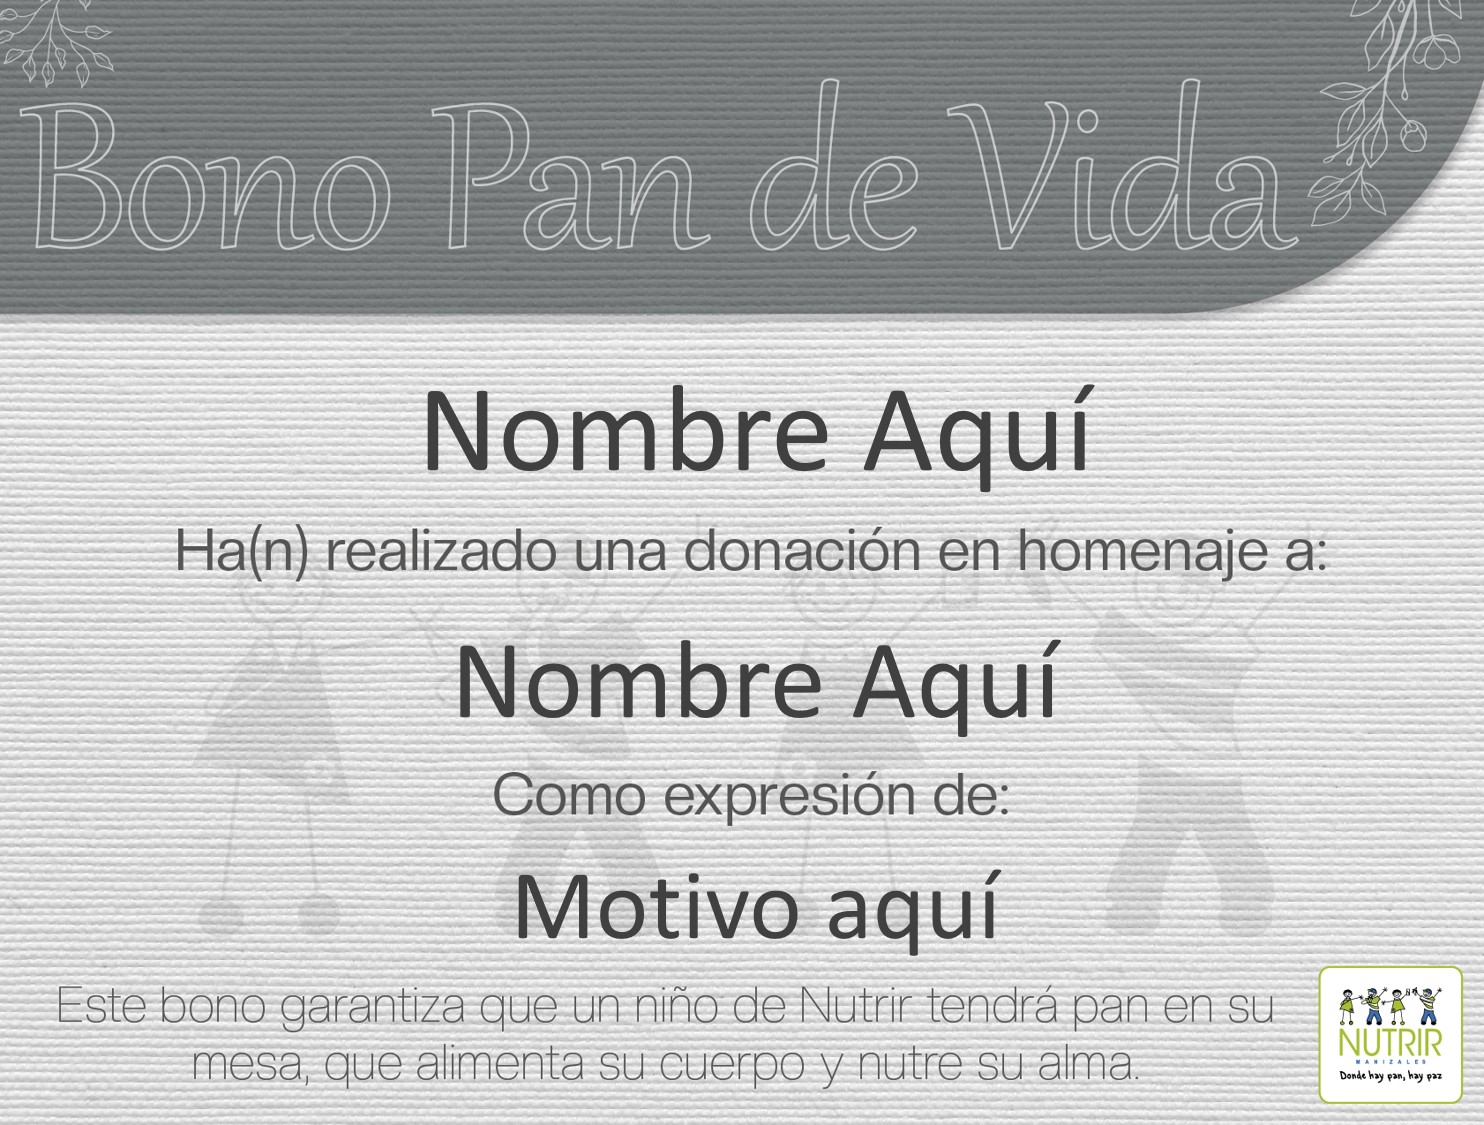 Bono Pan de Vida
Nombre Aquí
Ha(n) realizado una donación en homenaje a:
Nombre Aquí
Como expresión de:
Motivo aquí
Este bono garantiza que un niño de Nutrir tendrá pan en su
mesa, que alimenta su cuerpo y nutre su alma.
NUTRIR
MANIZALES
Donde hay pan, hay paz